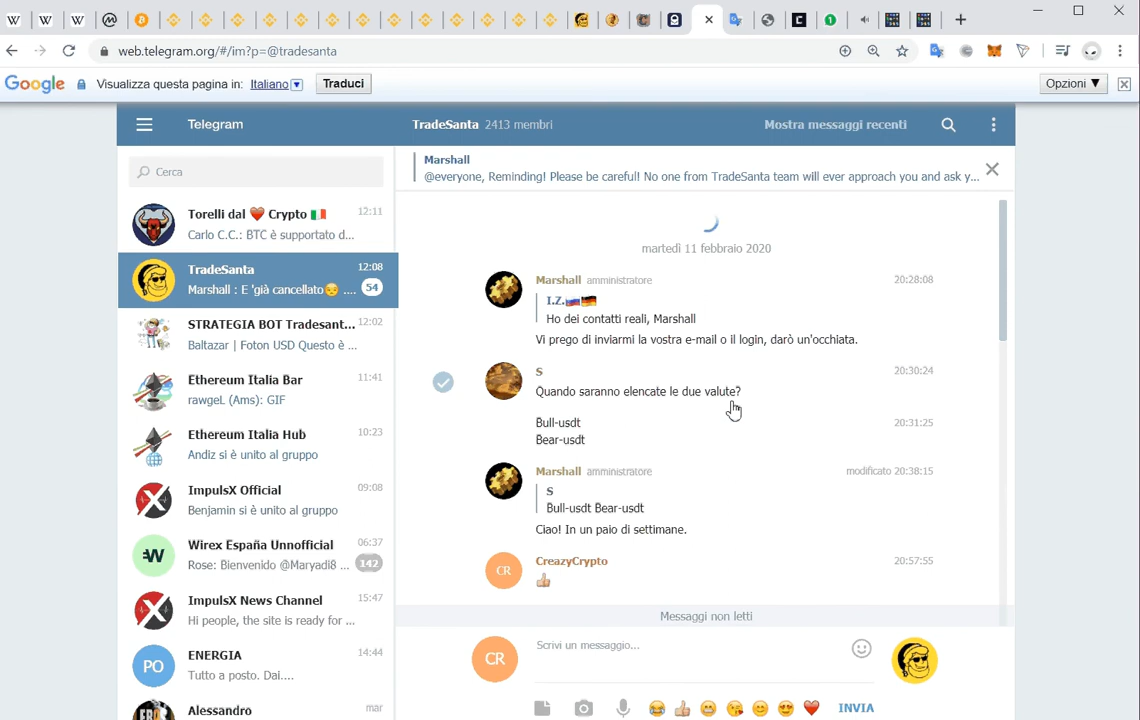 web.telegram.org/#/im?p=@tradesanta
Google Visualizza questa pagina in: Italiano Traduci Opzioni ▼
Telegram
TradeSanta 2413 membri Mostra messaggi recenti
Cerca
Torelli dal ❤️ Crypto 🇮🇹 12:11
Carlo C.C.: BTC è supportato d...
TradeSanta 12:08
Marshall : E 'già cancellato😔 .... 54
STRATEGIA BOT Tradesant... 12:02
Baltazar | Foton USD Questo è ...
Ethereum Italia Bar 11:41
rawgeL (Ams): GIF
Ethereum Italia Hub 10:23
Andiz si è unito al gruppo
ImpulsX Official 09:08
Benjamin si è unito al gruppo
Wirex España Unnofficial 06:37
Rose: Bienvenido @Maryadi8 ... 142
ImpulsX News Channel 15:47
Hi people, the site is ready for ...
PO
ENERGIA 14:44
Tutto a posto. Dai....
Alessandro mar
Marshall
@everyone, Reminding! Please be careful! No one from TradeSanta team will ever approach you and ask y...
martedì 11 febbraio 2020
Marshall amministratore 20:28:08
I.Z.🇷🇺🇩🇪
Ho dei contatti reali, Marshall
Vi prego di inviarmi la vostra e-mail o il login, darò un'occhiata.
S 20:30:24
Quando saranno elencate le due valute?
Bull-usdt 20:31:25
Bear-usdt
Marshall amministratore modificato 20:38:15
S
Bull-usdt Bear-usdt
Ciao! In un paio di settimane.
CR
CreazyCrypto 20:57:55
👍🏼
Messaggi non letti
CR
Scrivi un messaggio...
INVIA